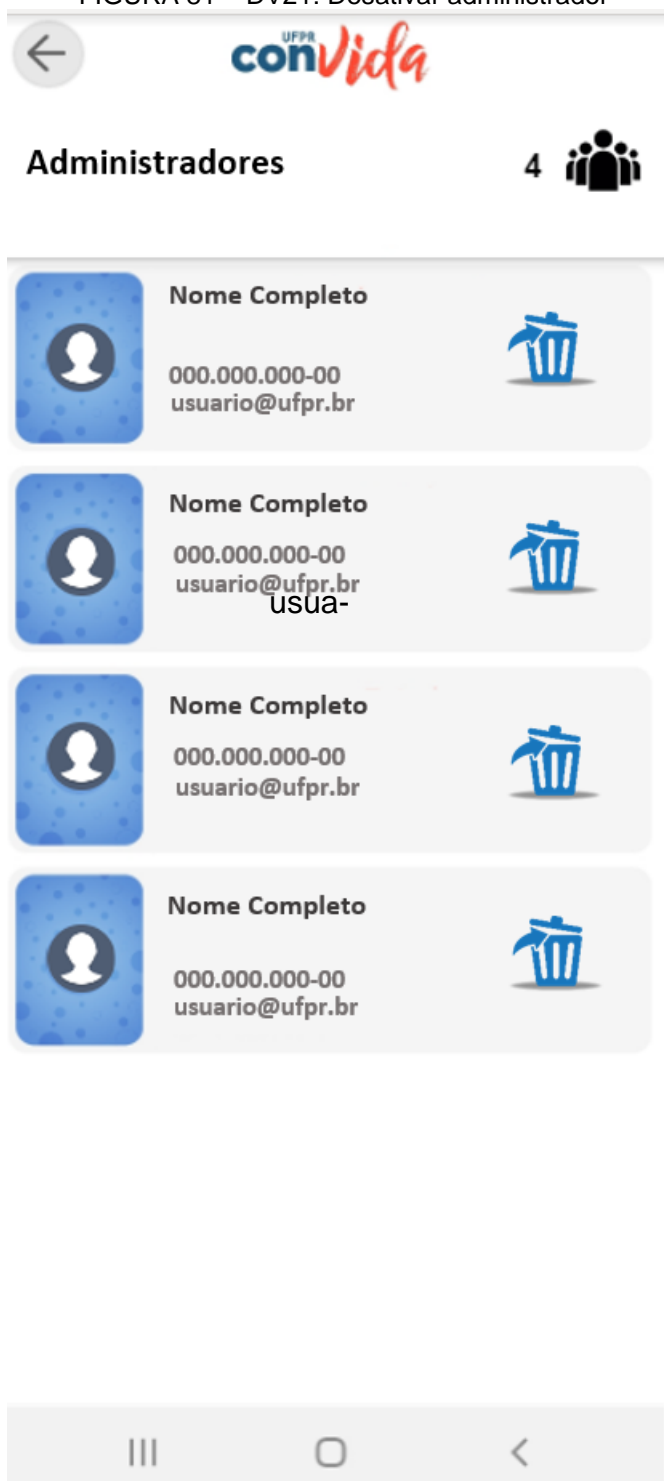 UFPR
conVida
Administradores 4
Nome Completo
000.000.000-00
usuario@ufpr.br
Nome Completo
000.000.000-00
usuario@ufpr.br
usua-
Nome Completo
000.000.000-00
usuario@ufpr.br
Nome Completo
000.000.000-00
usuario@ufpr.br